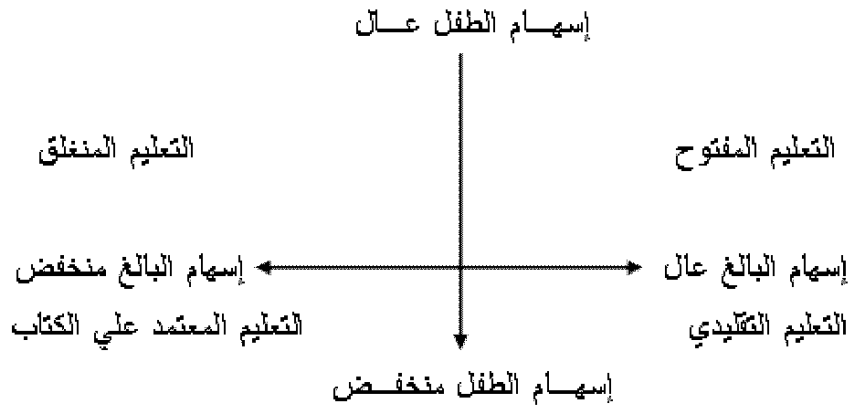 إسهـــام الطفل عـــال
التعليم المفتوح
التعليم المنغلق
إسهام البالغ عال
إسهام البالغ منخفض
التعليم التقليدي
التعليم المعتمد علي الكتاب
إسهـــام الطفل منخفـــض